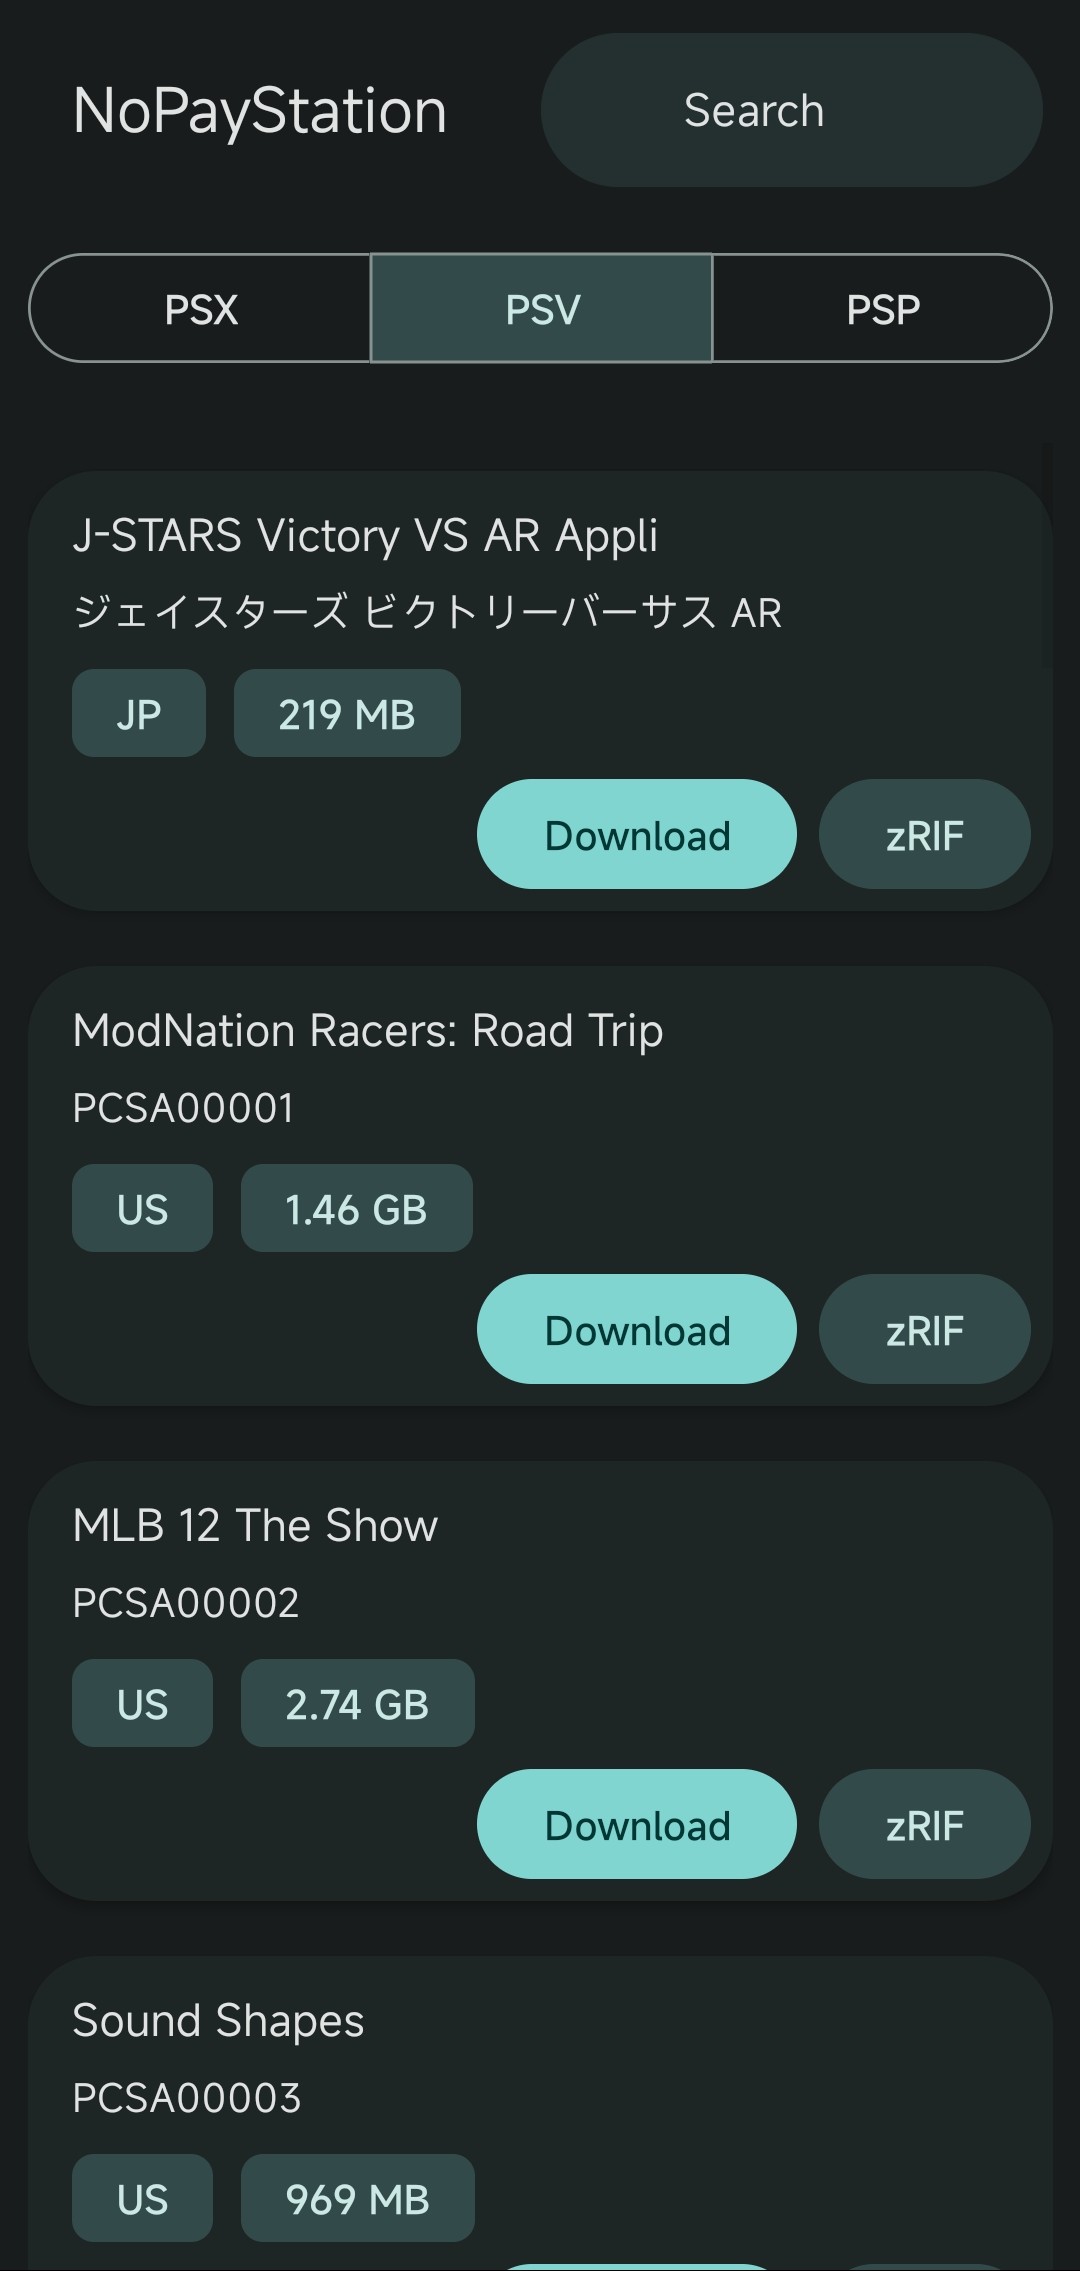 NoPayStation
Search
PSX PSV PSP
J-STARS Victory VS AR Appli
ジェイスターズ ビクトリーバーサス AR
JP 219 MB
Download zRIF
ModNation Racers: Road Trip
PCSA00001
US 1.46 GB
Download zRIF
MLB 12 The Show
PCSA00002
US 2.74 GB
Download zRIF
Sound Shapes
PCSA00003
US 969 MB